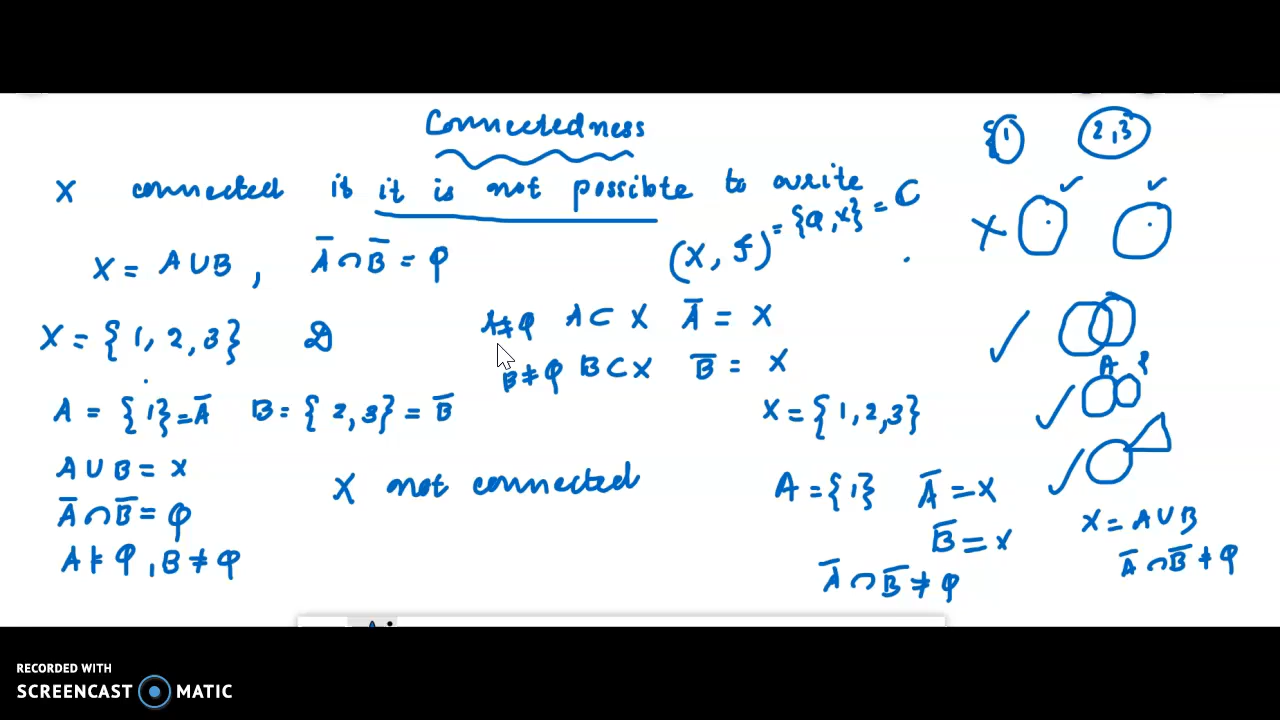 Connectedness
X connected if it is not possible to write
X = A ∪ B , A̅ ∩ B̅ = φ
(X, I) = {φ, X} = C
X = {1, 2, 3} D
A ≠ φ A ⊂ X A̅ = X
B ≠ φ B ⊂ X B̅ = X
A = {1} = A̅ B = {2, 3} = B̅
A ∪ B = X
A̅ ∩ B̅ = φ
A ≠ φ , B ≠ φ
X not connected
X = {1, 2, 3}
A = {1} A̅ = X
B̅ = X
A̅ ∩ B̅ ≠ φ
{1 2, 3
A
X = A ∪ B
A̅ ∩ B̅ ≠ φ
RECORDED WITH
SCREENCAST MATIC